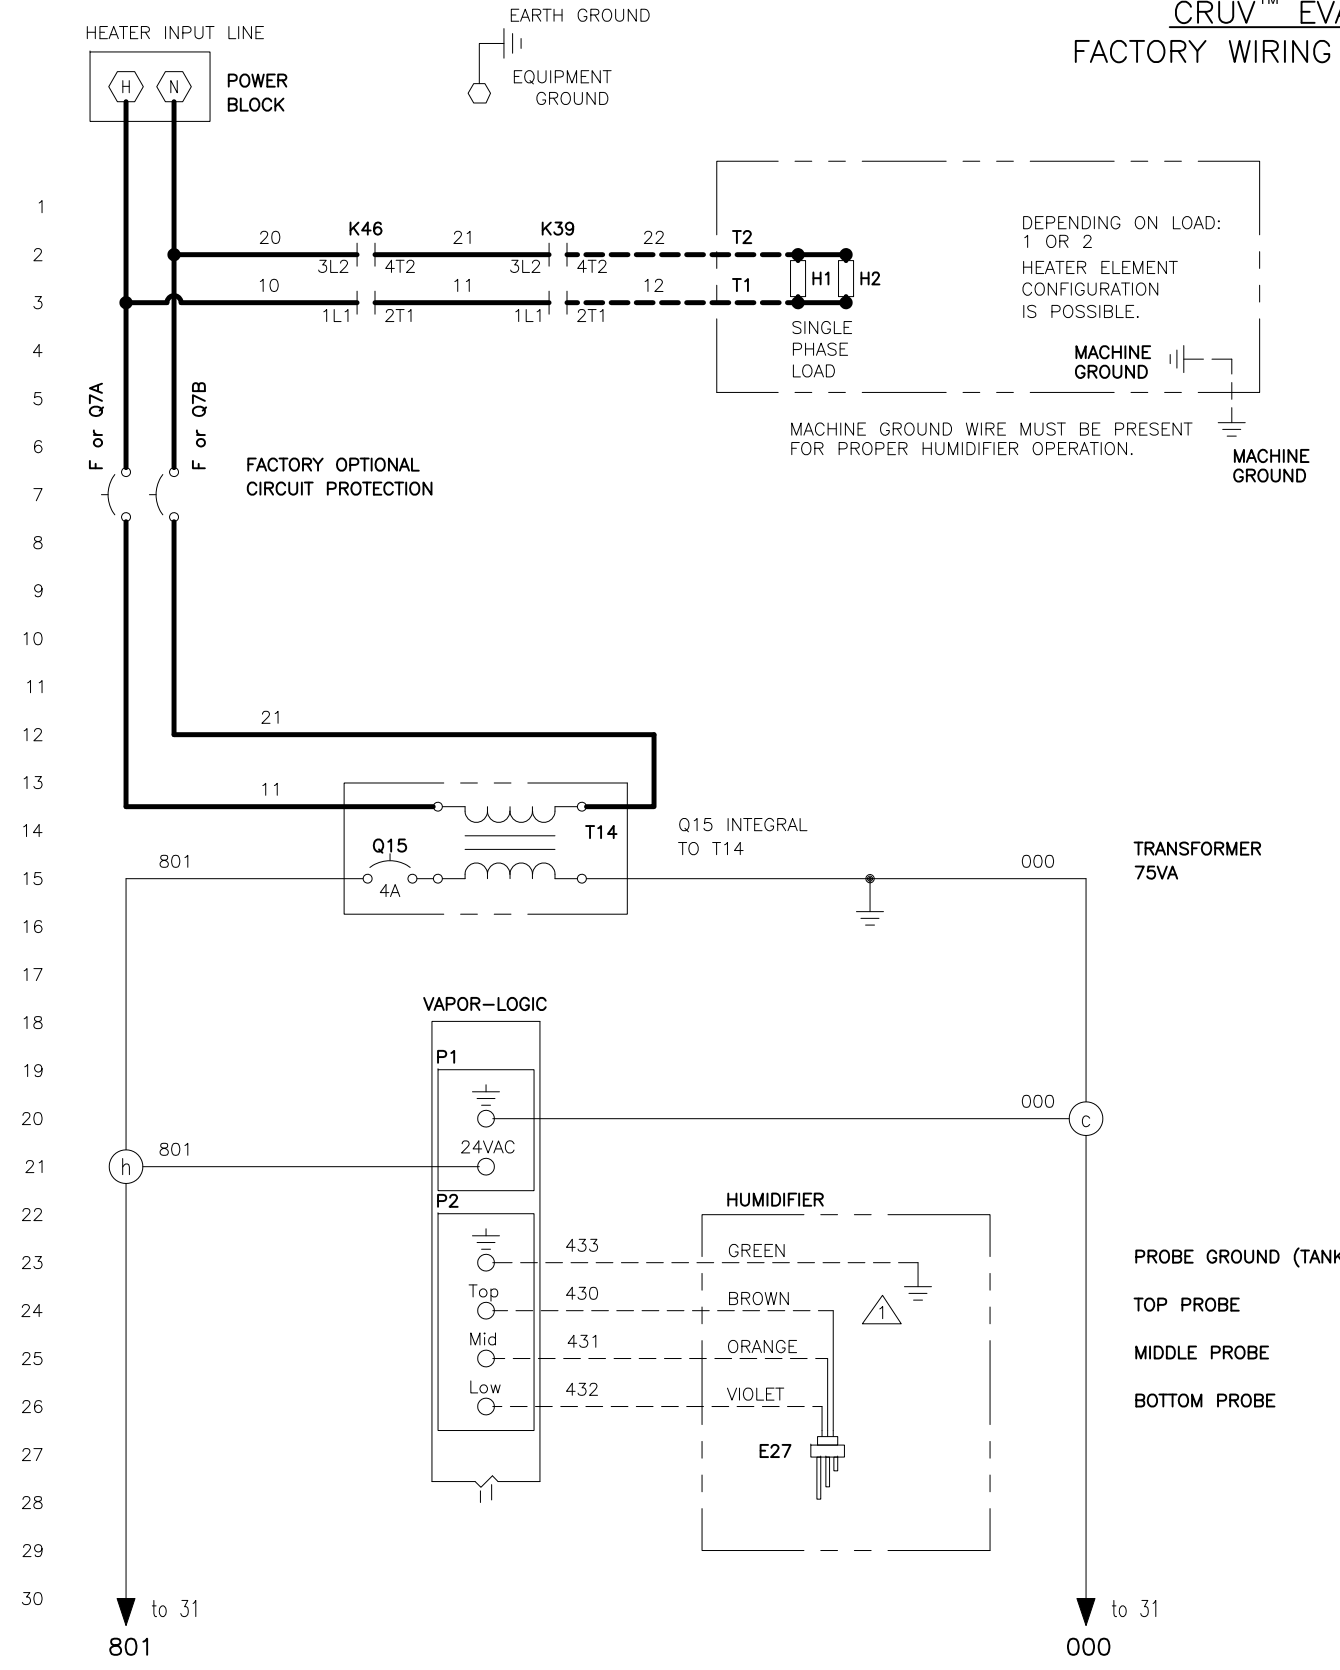 CRUV™ EVA
FACTORY WIRING
HEATER INPUT LINE
EARTH GROUND
H N
POWER
BLOCK
EQUIPMENT
GROUND
1
2
3
4
5
6
7
8
9
10
11
12
13
14
15
16
17
18
19
20
21
22
23
24
25
26
27
28
29
30
20 K46 21 K39 22 T2
3L2 4T2 3L2 4T2
10 11 12 T1
1L1 2T1 1L1 2T1
H1 H2
SINGLE
PHASE
LOAD
DEPENDING ON LOAD:
1 OR 2
HEATER ELEMENT
CONFIGURATION
IS POSSIBLE.
MACHINE
GROUND
MACHINE GROUND WIRE MUST BE PRESENT
FOR PROPER HUMIDIFIER OPERATION.
MACHINE
GROUND
F or Q7A
F or Q7B
FACTORY OPTIONAL
CIRCUIT PROTECTION
21
11
T14
Q15
4A
Q15 INTEGRAL
TO T14
801
000
TRANSFORMER
75VA
VAPOR-LOGIC
P1
000
c
24VAC
801
h
P2
HUMIDIFIER
433 GREEN
PROBE GROUND (TANK
Top 430 BROWN
1
TOP PROBE
Mid 431 ORANGE
MIDDLE PROBE
Low 432 VIOLET
BOTTOM PROBE
E27
to 31
801
to 31
000